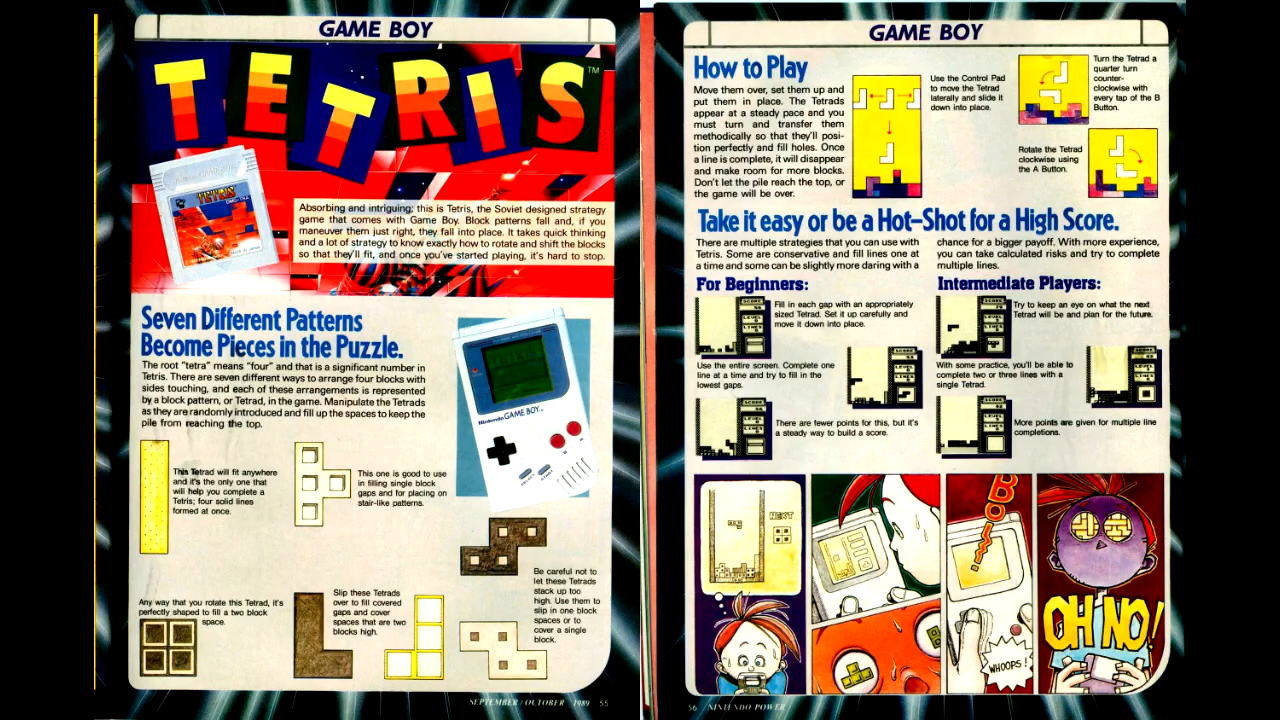 GAME BOY
TETRIS™
TETRIS
Absorbing and intriguing; this is Tetris, the Soviet designed strategy
game that comes with Game Boy. Block patterns fall and, if you
maneuver them just right, they fall into place. It takes quick thinking
and a lot of strategy to know exactly how to rotate and shift the blocks
so that they'll fit, and once you've started playing, it's hard to stop.
Seven Different Patterns
Become Pieces in the Puzzle.
The root "tetra" means "four" and that is a significant number in
Tetris. There are seven different ways to arrange four blocks with
sides touching, and each of these arrangements is represented
by a block pattern, or Tetrad, in the game. Manipulate the Tetrads
as they are randomly introduced and fill up the spaces to keep the
pile from reaching the top.
Nintendo GAME BOY™
This Tetrad will fit anywhere
and it's the only one that
will help you complete a
Tetris; four solid lines
formed at once.
This one is good to use
in filling single block
gaps and for placing on
stair-like patterns.
Any way that you rotate this Tetrad, it's
perfectly shaped to fill a two block
space.
Slip these Tetrads
over to fill covered
gaps and cover
spaces that are two
blocks high.
Be careful not to
let these Tetrads
stack up too
high. Use them to
slip in one block
spaces or to
cover a single
block.
SEPTEMBER/OCTOBER 1989 55
GAME BOY
How to Play
Move them over, set them up and
put them in place. The Tetrads
appear at a steady pace and you
must turn and transfer them
methodically so that they'll posi-
tion perfectly and fill holes. Once
a line is complete, it will disappear
and make room for more blocks.
Don't let the pile reach the top, or
the game will be over.
Use the Control Pad
to move the Tetrad
laterally and slide it
down into place.
Turn the Tetrad a
quarter turn
counter-
clockwise with
every tap of the B
Button.
Rotate the Tetrad
clockwise using
the A Button.
Take it easy or be a Hot-Shot for a High Score.
There are multiple strategies that you can use with
Tetris. Some are conservative and fill lines one at
a time and some can be slightly more daring with a
chance for a bigger payoff. With more experience,
you can take calculated risks and try to complete
multiple lines.
For Beginners:
Fill in each gap with an appropriately
sized Tetrad. Set it up carefully and
move it down into place.
Use the entire screen. Complete one
line at a time and try to fill in the
lowest gaps.
There are fewer points for this, but it's
a steady way to build a score.
Intermediate Players:
Try to keep an eye on what the next
Tetrad will be and plan for the future.
With some practice, you'll be able to
complete two or three lines with a
single Tetrad.
More points are given for multiple line
completions.
NEXT
BOI
WHOOPS!
OH NO!
56 NINTENDO POWER